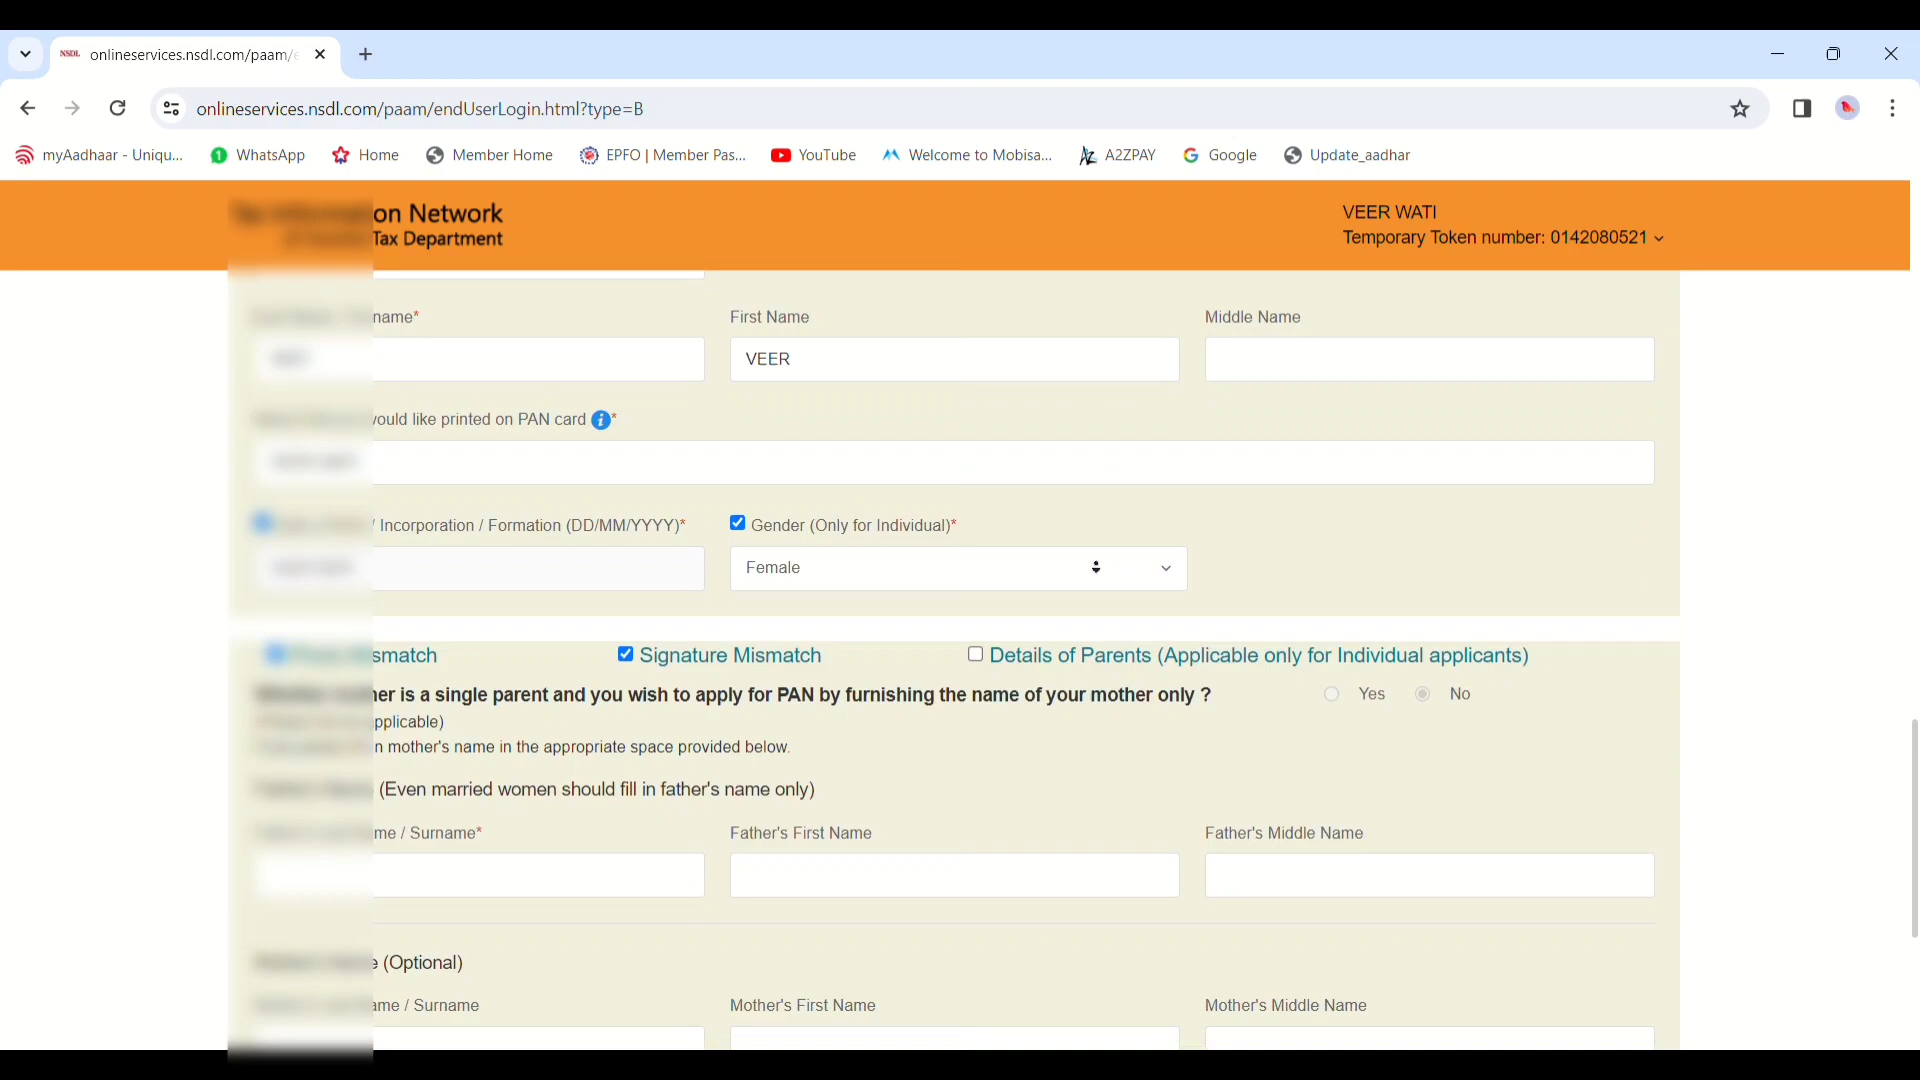 NSDL onlineservices.nsdl.com/paam/e
onlineservices.nsdl.com/paam/endUserLogin.html?type=B
myAadhaar - Uniqu... WhatsApp Home Member Home EPFO | Member Pas... YouTube Welcome to Mobisa... A2ZPAY Google Update_aadhar
on Network
Tax Department
VEER WATI
Temporary Token number: 0142080521
name* First Name Middle Name
VEER
would like printed on PAN card i*
/ Incorporation / Formation (DD/MM/YYYY)* Gender (Only for Individual)*
Female
smatch Signature Mismatch Details of Parents (Applicable only for Individual applicants)
er is a single parent and you wish to apply for PAN by furnishing the name of your mother only ? Yes No
pplicable)
n mother's name in the appropriate space provided below.
(Even married women should fill in father's name only)
me / Surname* Father's First Name Father's Middle Name
e (Optional)
ame / Surname Mother's First Name Mother's Middle Name